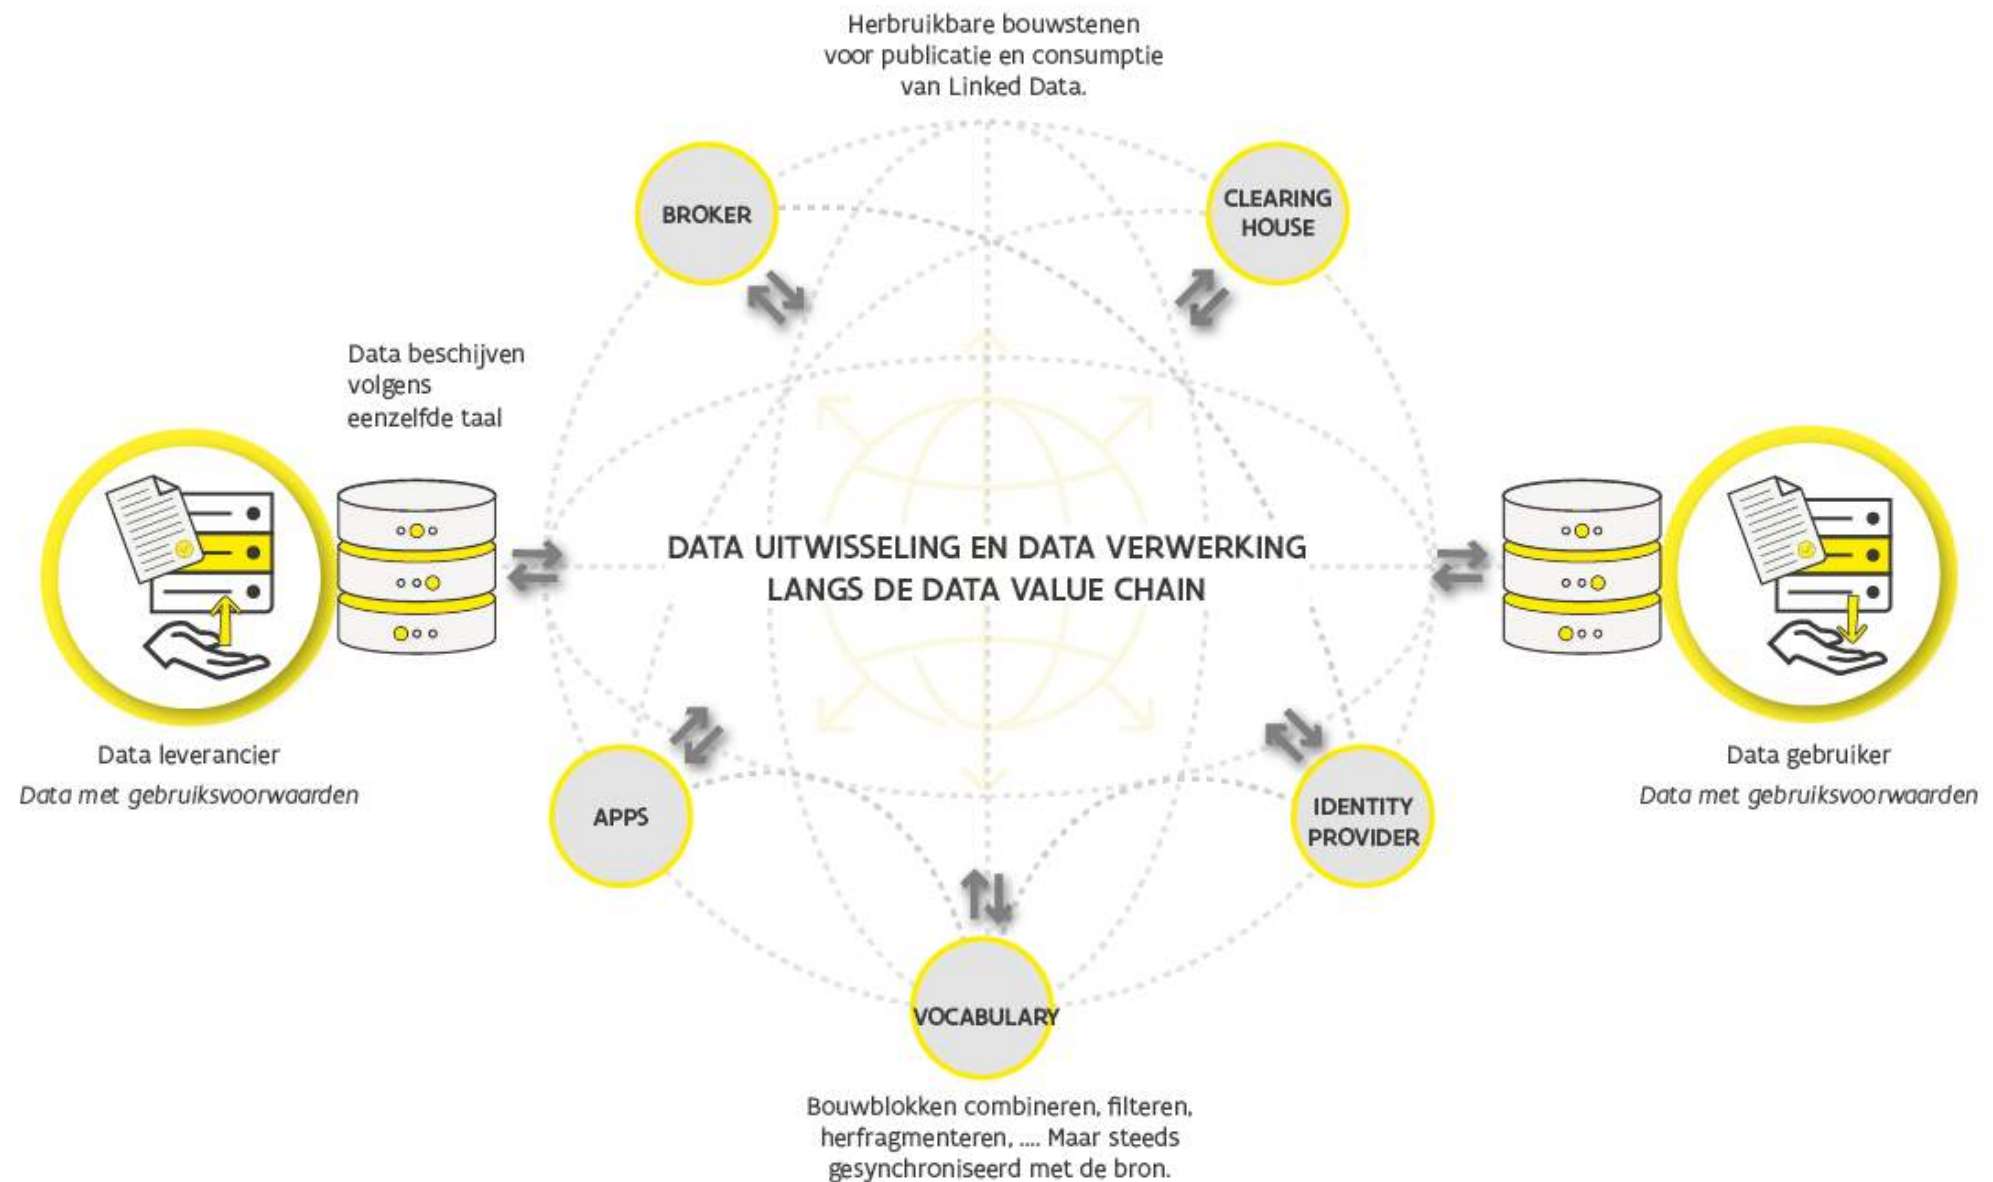 Herbruikbare bouwstenen
voor publicatie en consumptie
van Linked Data.
BROKER
CLEARING
HOUSE
Data beschijven
volgens
eenzelfde taal
DATA UITWISSELING EN DATA VERWERKING
LANGS DE DATA VALUE CHAIN
Data leverancier
Data met gebruiksvoorwaarden
Data gebruiker
Data met gebruiksvoorwaarden
APPS
IDENTITY
PROVIDER
VOCABULARY
Bouwblokken combineren, filteren,
herfragmenteren, .... Maar steeds
gesynchroniseerd met de bron.